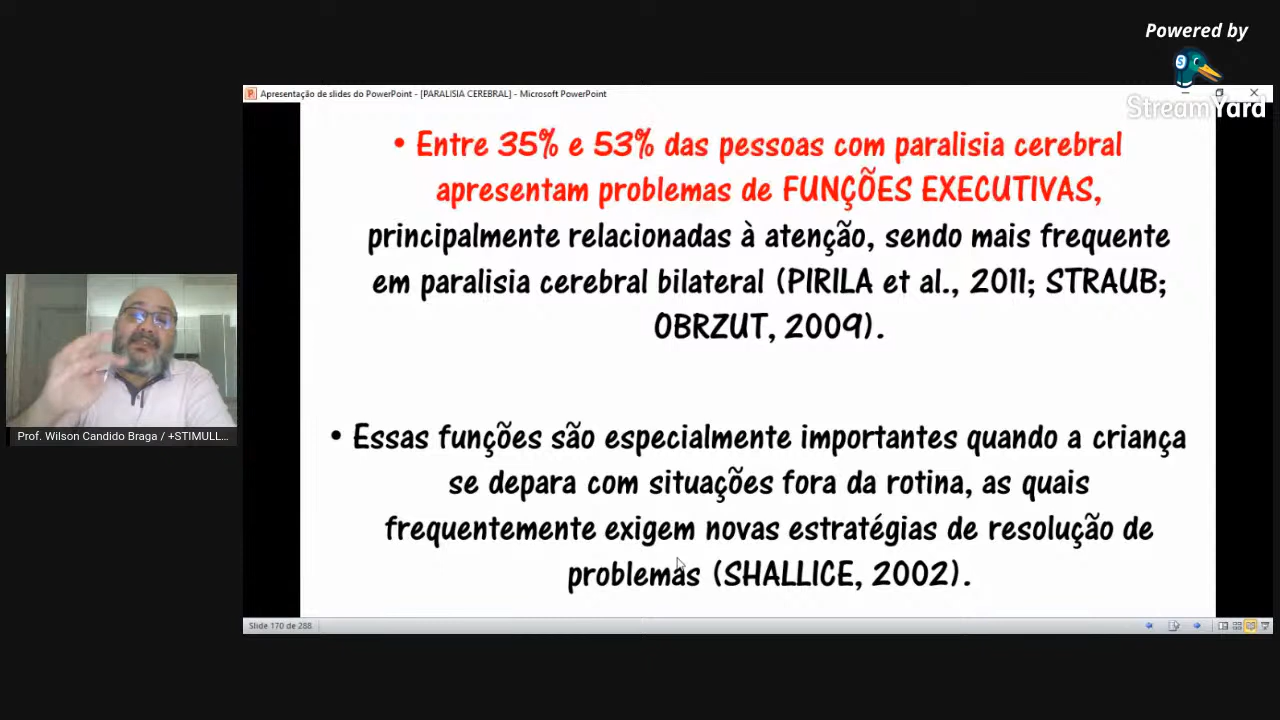 Powered by
StreamYard
Apresentação de slides do PowerPoint - [PARALISIA CEREBRAL] - Microsoft PowerPoint
• Entre 35% e 53% das pessoas com paralisia cerebral
apresentam problemas de FUNÇÕES EXECUTIVAS,
principalmente relacionadas à atenção, sendo mais frequente
em paralisia cerebral bilateral (PIRILA et al., 2011; STRAUB;
OBRZUT, 2009).
• Essas funções são especialmente importantes quando a criança
se depara com situações fora da rotina, as quais
frequentemente exigem novas estratégias de resolução de
problemas (SHALLICE, 2002).
Prof. Wilson Candido Braga / +STIMULL...
Slide 170 de 288